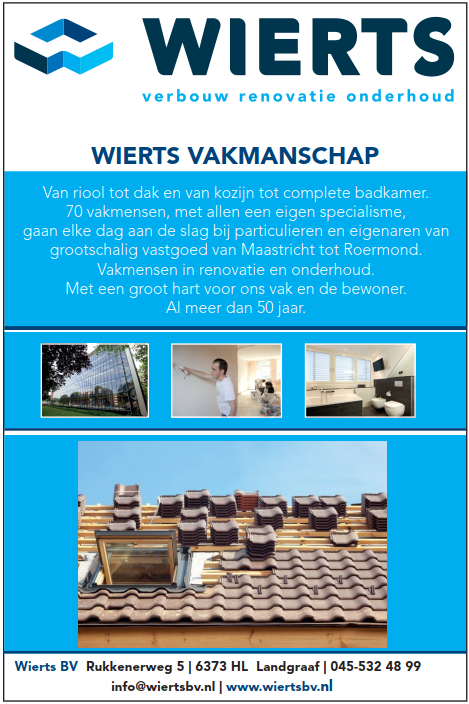 WIERTS
verbouw renovatie onderhoud
WIERTS VAKMANSCHAP
Van riool tot dak en van kozijn tot complete badkamer.
70 vakmensen, met allen een eigen specialisme,
gaan elke dag aan de slag bij particulieren en eigenaren van
grootschalig vastgoed van Maastricht tot Roermond.
Vakmensen in renovatie en onderhoud.
Met een groot hart voor ons vak en de bewoner.
Al meer dan 50 jaar.
Wierts BV Rukkenerweg 5 | 6373 HL Landgraaf | 045-532 48 99
info@wiertsbv.nl | www.wiertsbv.nl